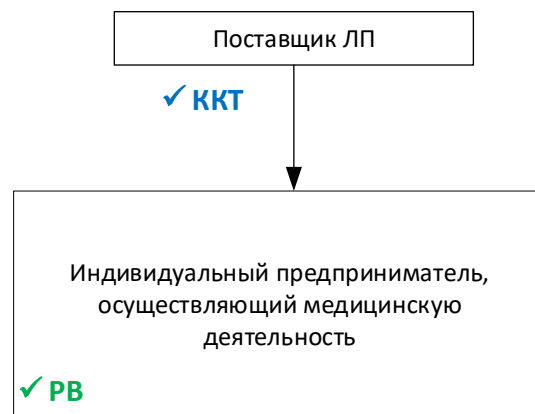 Поставщик ЛП
✓ ККТ
Индивидуальный предприниматель,
осуществляющий медицинскую
деятельность
✓ РВ